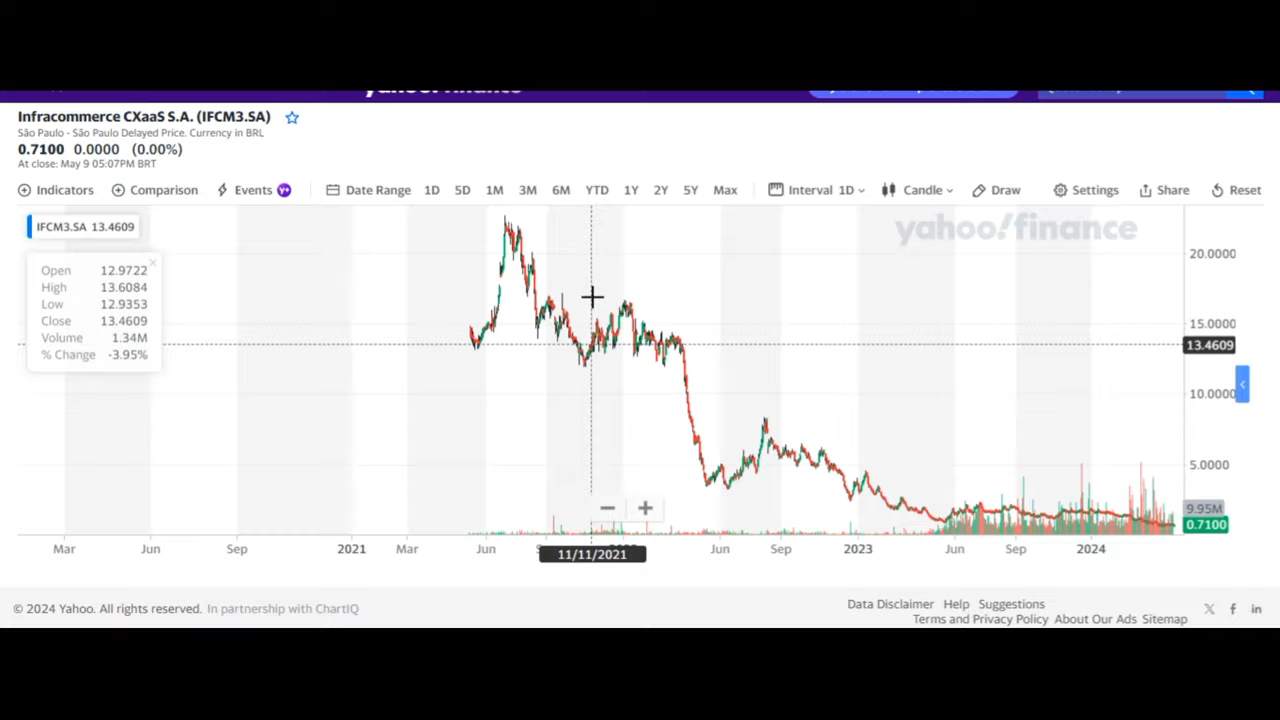 Infracommerce CXaaS S.A. (IFCM3.SA)
São Paulo - São Paulo Delayed Price. Currency in BRL
0.7100 0.0000 (0.00%)
At close: May 9 05:07PM BRT
Indicators Comparison Events Y+ Date Range 1D 5D 1M 3M 6M YTD 1Y 2Y 5Y Max Interval 1D Candle Draw Settings Share Reset
IFCM3.SA 13.4609
yahoo!finance
Open 12.9722
High 13.6084
Low 12.9353
Close 13.4609
Volume 1.34M
% Change -3.95%
20.0000
15.0000
13.4609
10.0000
5.0000
9.95M
0.7100
Mar Jun Sep 2021 Mar Jun Jun Sep 2023 Jun Sep 2024
11/11/2021
© 2024 Yahoo. All rights reserved. In partnership with ChartIQ
Data Disclaimer Help Suggestions
Terms and Privacy Policy About Our Ads Sitemap